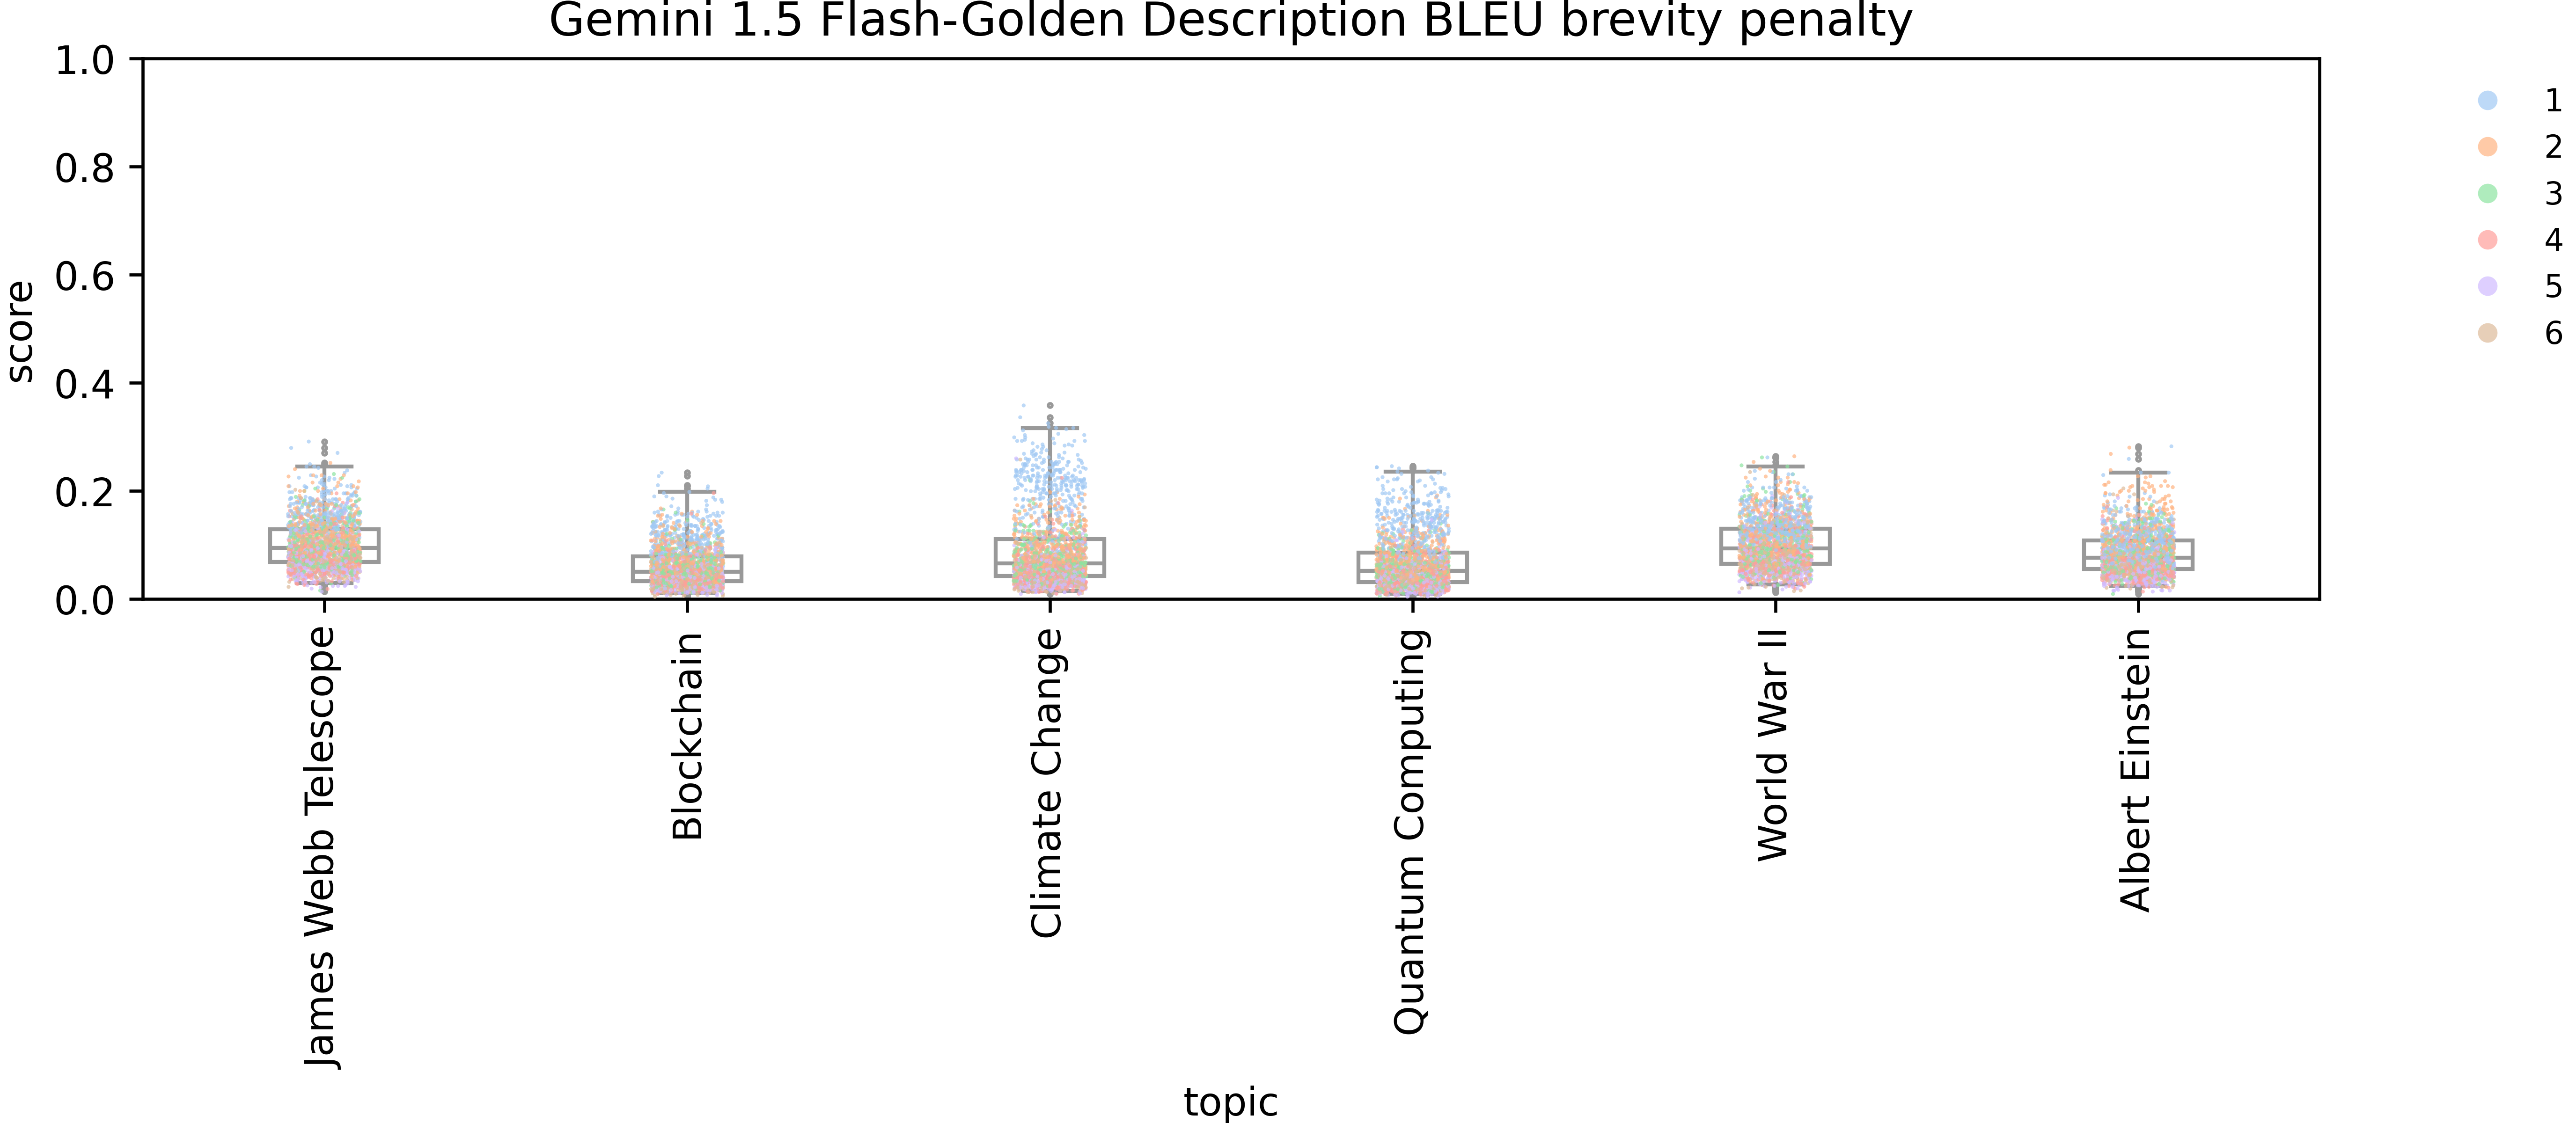 Gemini 1.5 Flash-Golden Description BLEU brevity penalty
1.0
0.8
0.6
0.4
0.2
0.0
score
James Webb Telescope
Blockchain
Climate Change
Quantum Computing
World War II
Albert Einstein
topic
1
2
3
4
5
6